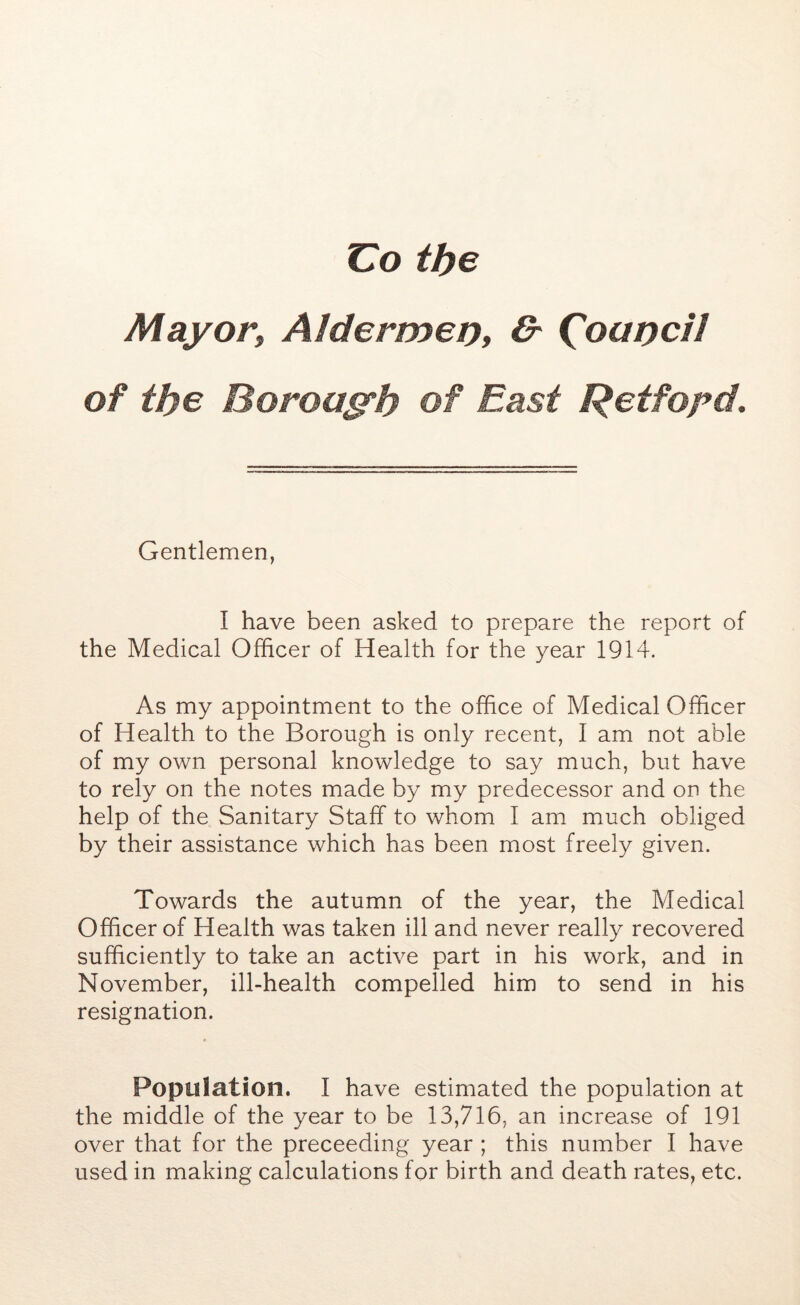 To the
Mayor, Aldermen, & Council
of the Borough of East Retford.
Gentlemen,
I have been asked to prepare the report of
the Medical Officer of Health for the year 1914.
As my appointment to the office of Medical Officer
of Health to the Borough is only recent, I am not able
of my own personal knowledge to say much, but have
to rely on the notes made by my predecessor and on the
help of the Sanitary Staff to whom I am much obliged
by their assistance which has been most freely given.
Towards the autumn of the year, the Medical
Officer of Health was taken ill and never really recovered
sufficiently to take an active part in his work, and in
November, ill-health compelled him to send in his
resignation.
Population. I have estimated the population at
the middle of the year to be 13,716, an increase of 191
over that for the preceeding year ; this number I have
used in making calculations for birth and death rates, etc.